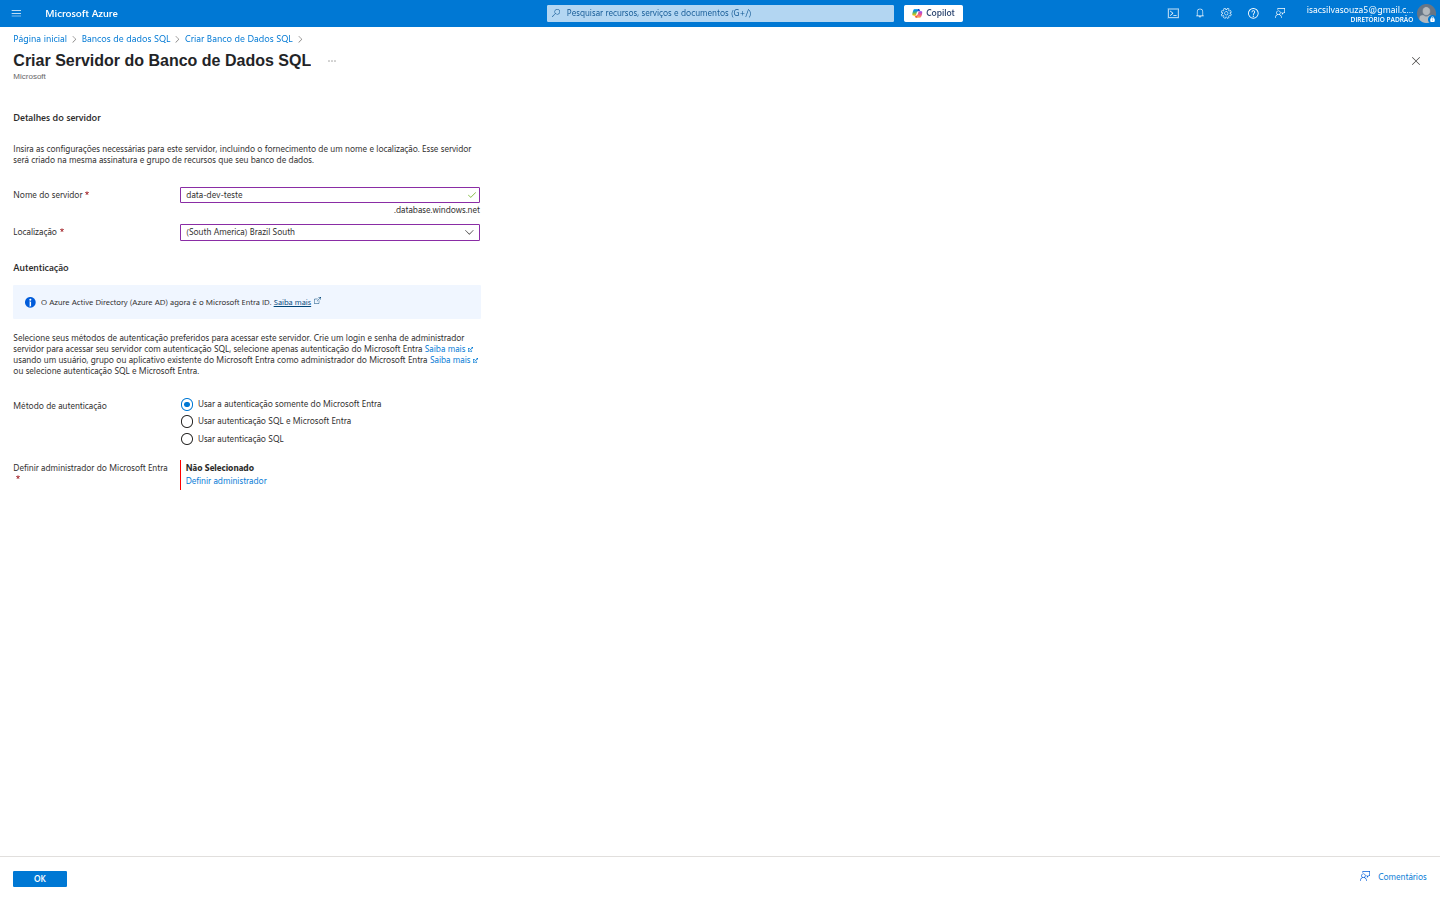 Microsoft Azure
Pesquisar recursos, serviços e documentos (G+/)
Copilot
isacsilvasouza5@gmail.c...
DIRETÓRIO PADRÃO
Página inicial > Bancos de dados SQL > Criar Banco de Dados SQL >
Criar Servidor do Banco de Dados SQL ...
Microsoft
Detalhes do servidor
Insira as configurações necessárias para este servidor, incluindo o fornecimento de um nome e localização. Esse servidor
será criado na mesma assinatura e grupo de recursos que seu banco de dados.
Nome do servidor *
data-dev-teste
.database.windows.net
Localização *
(South America) Brazil South
Autenticação
O Azure Active Directory (Azure AD) agora é o Microsoft Entra ID. Saiba mais
Selecione seus métodos de autenticação preferidos para acessar este servidor. Crie um login e senha de administrador
servidor para acessar seu servidor com autenticação SQL, selecione apenas autenticação do Microsoft Entra Saiba mais
usando um usuário, grupo ou aplicativo existente do Microsoft Entra como administrador do Microsoft Entra Saiba mais
ou selecione autenticação SQL e Microsoft Entra.
Método de autenticação
Usar a autenticação somente do Microsoft Entra
Usar autenticação SQL e Microsoft Entra
Usar autenticação SQL
Definir administrador do Microsoft Entra
*
Não Selecionado
Definir administrador
OK
Comentários